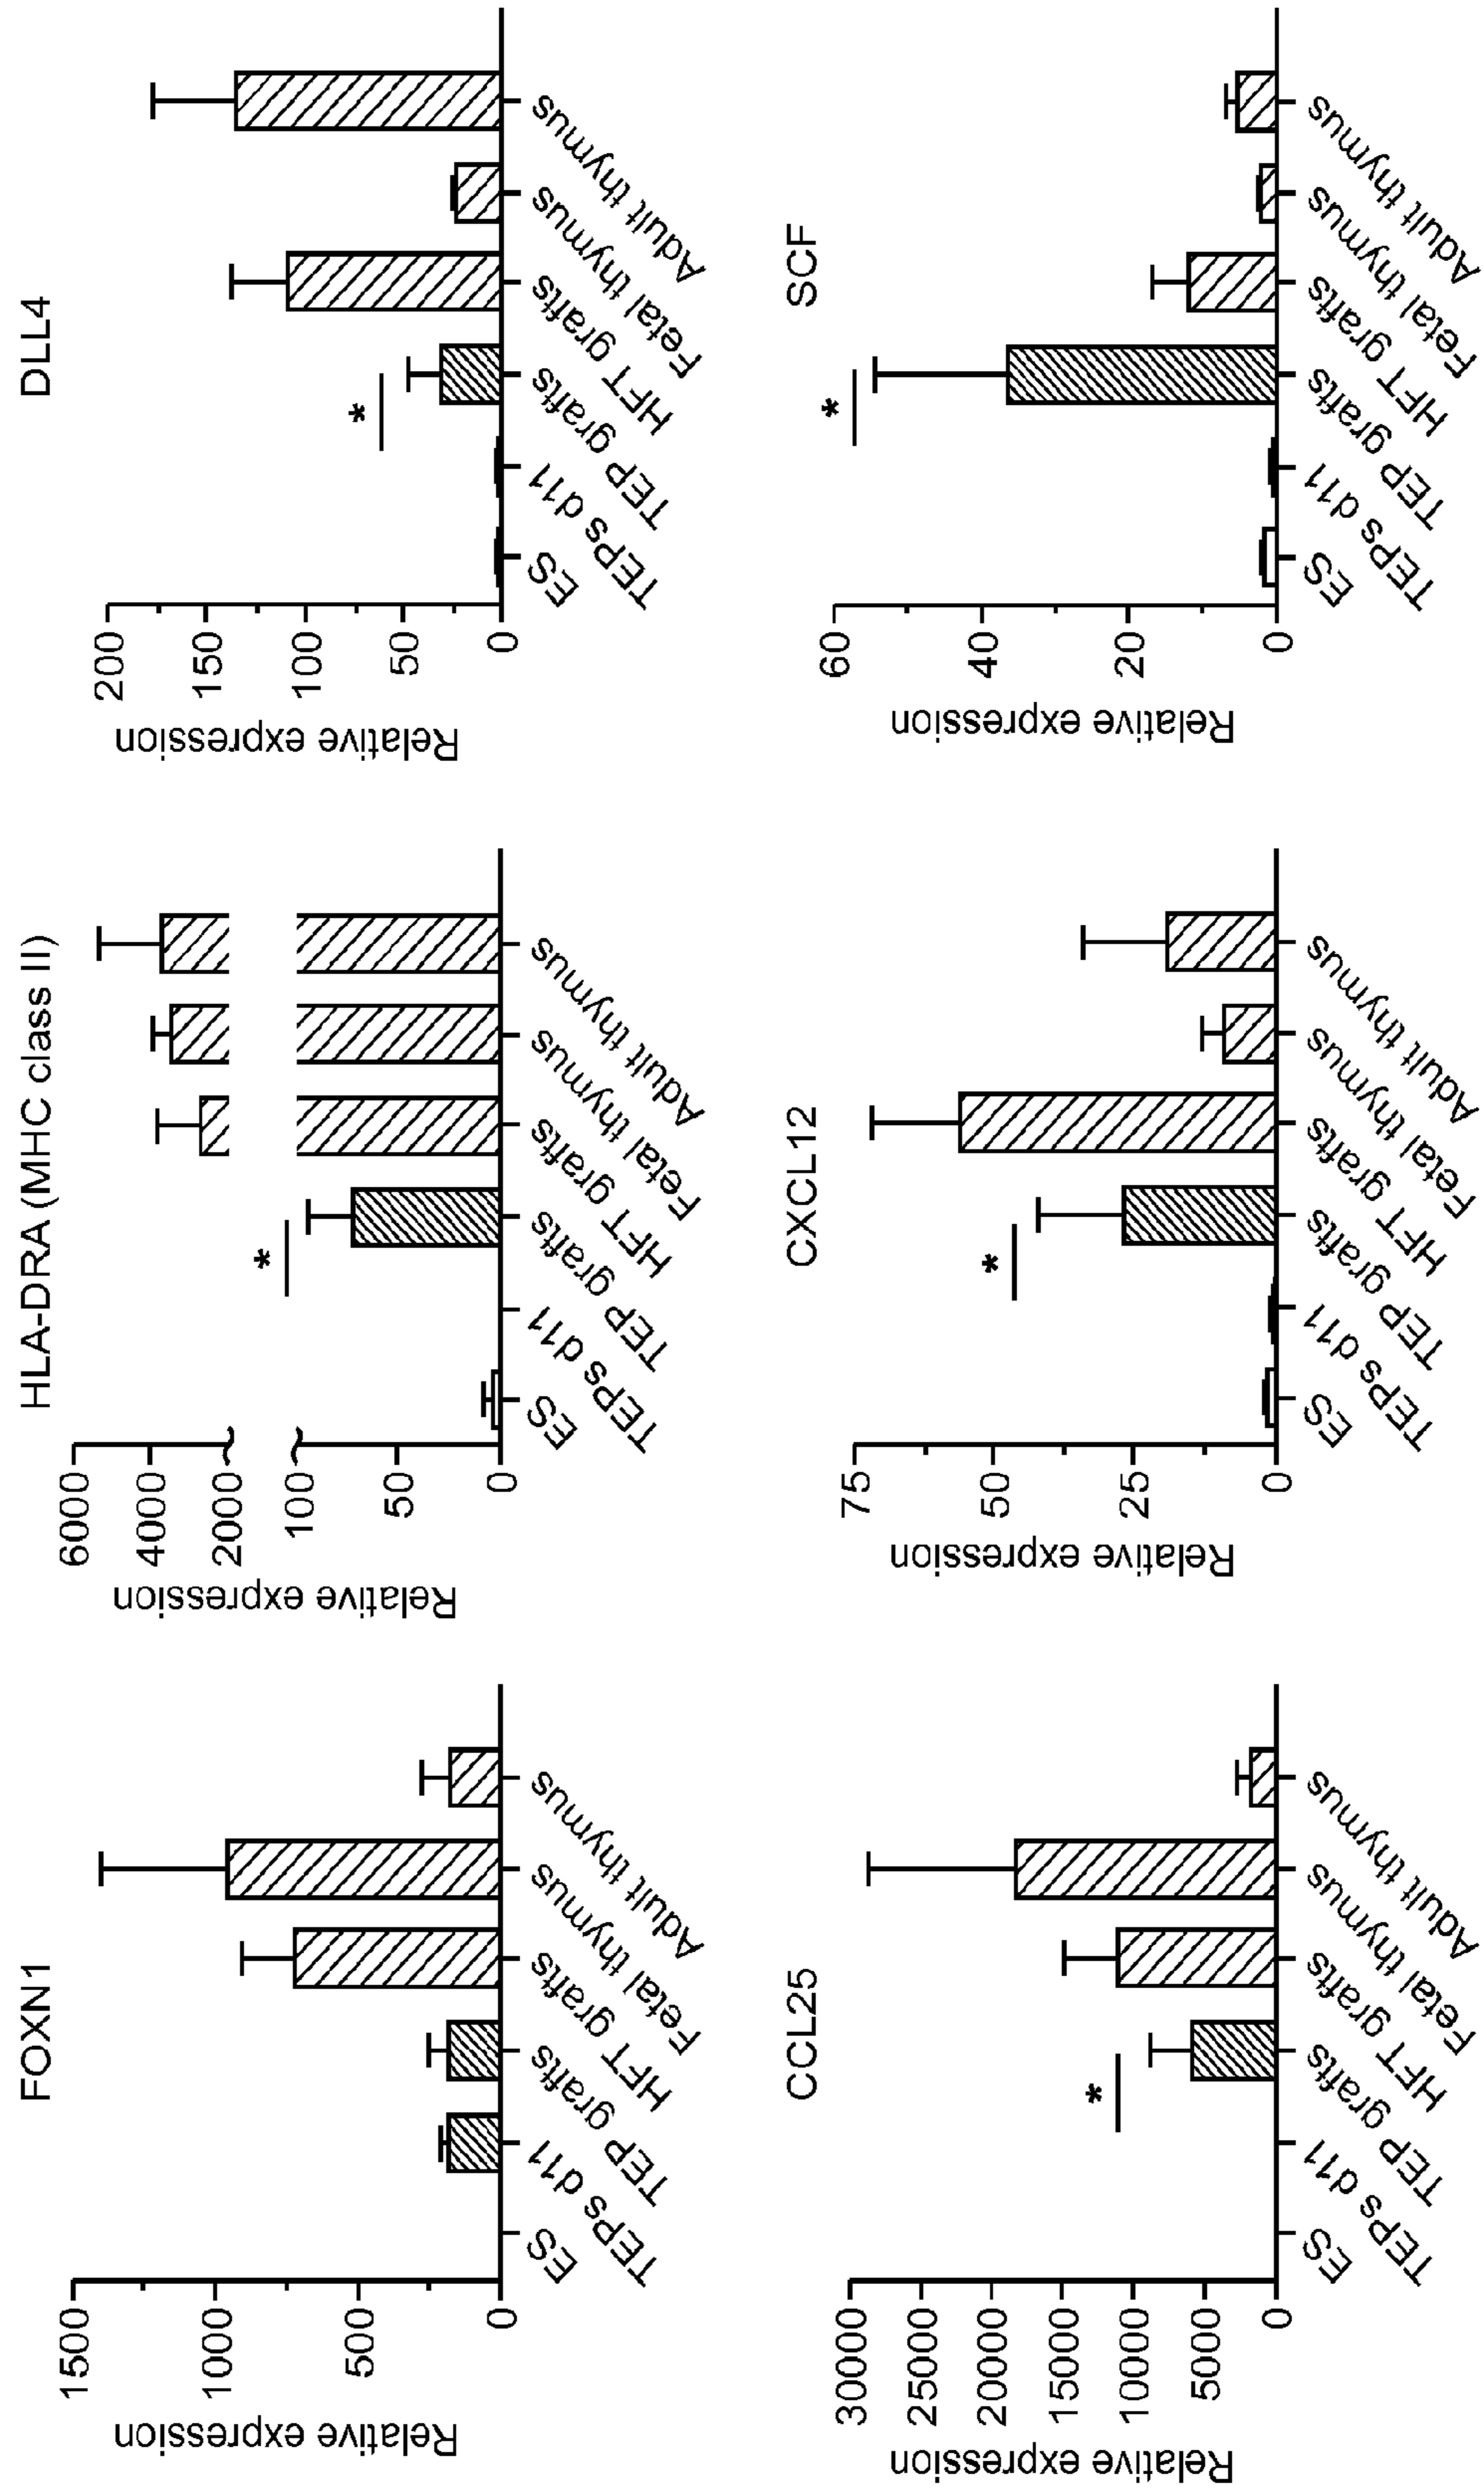 FOXN1
Relative expression
1500
1000
500
0
ES
TEPs d11
TEP grafts
HFT grafts
Fetal thymus
Adult thymus
HLA-DRA (MHC class II)
Relative expression
6000
4000
2000
100
50
0
*
ES
TEPs d11
TEP grafts
HFT grafts
Fetal thymus
Adult thymus
DLL4
Relative expression
200
150
100
50
0
*
ES
TEPs d11
TEP grafts
HFT grafts
Fetal thymus
Adult thymus
CCL25
Relative expression
30000
25000
20000
15000
10000
5000
0
*
ES
TEPs d11
TEP grafts
HFT grafts
Fetal thymus
Adult thymus
CXCL12
Relative expression
75
50
25
0
*
ES
TEPs d11
TEP grafts
HFT grafts
Fetal thymus
Adult thymus
SCF
Relative expression
60
40
20
0
*
ES
TEPs d11
TEP grafts
HFT grafts
Fetal thymus
Adult thymus